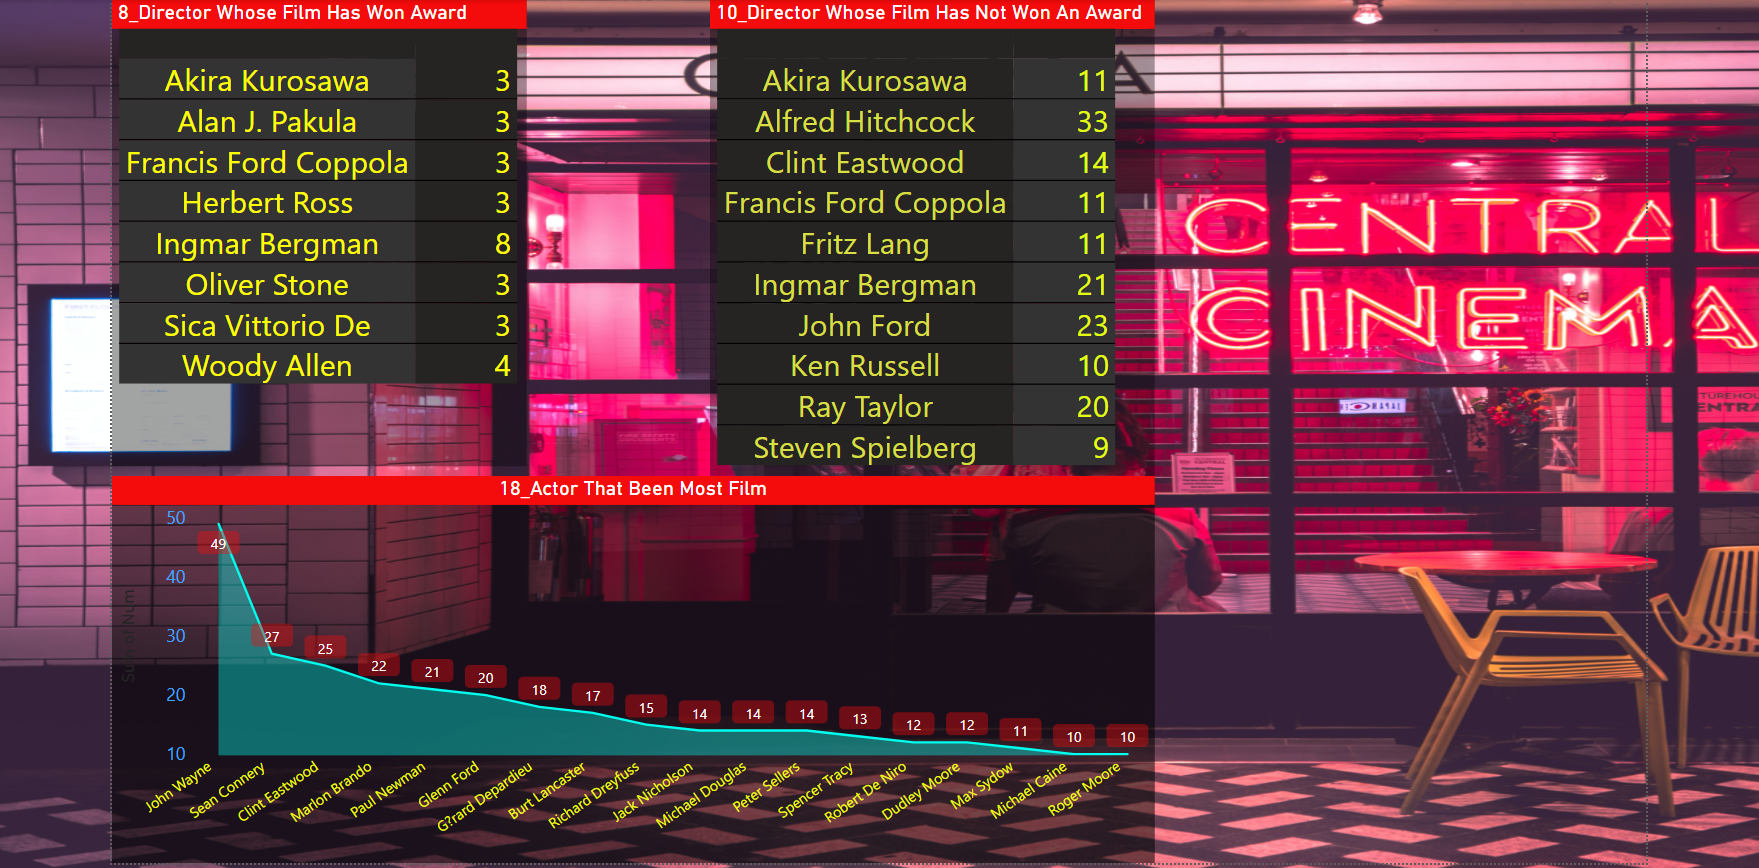 8_Director Whose Film Has Won Award
Akira Kurosawa 3
Alan J. Pakula 3
Francis Ford Coppola 3
Herbert Ross 3
Ingmar Bergman 8
Oliver Stone 3
Sica Vittorio De 3
Woody Allen 4
10_Director Whose Film Has Not Won An Award
Akira Kurosawa 11
Alfred Hitchcock 33
Clint Eastwood 14
Francis Ford Coppola 11
Fritz Lang 11
Ingmar Bergman 21
John Ford 23
Ken Russell 10
Ray Taylor 20
Steven Spielberg 9
CENTRAL
CINEMA
18_Actor That Been Most Film
Sum of Num
50
40
30
20
10
49 27 25 22 21 20 18 17 15 14 14 14 13 12 12 11 10 10
John Wayne
Sean Connery
Clint Eastwood
Marlon Brando
Paul Newman
Glenn Ford
G?rard Depardieu
Burt Lancaster
Richard Dreyfuss
Jack Nicholson
Michael Douglas
Peter Sellers
Spencer Tracy
Robert De Niro
Dudley Moore
Max Sydow
Michael Caine
Roger Moore